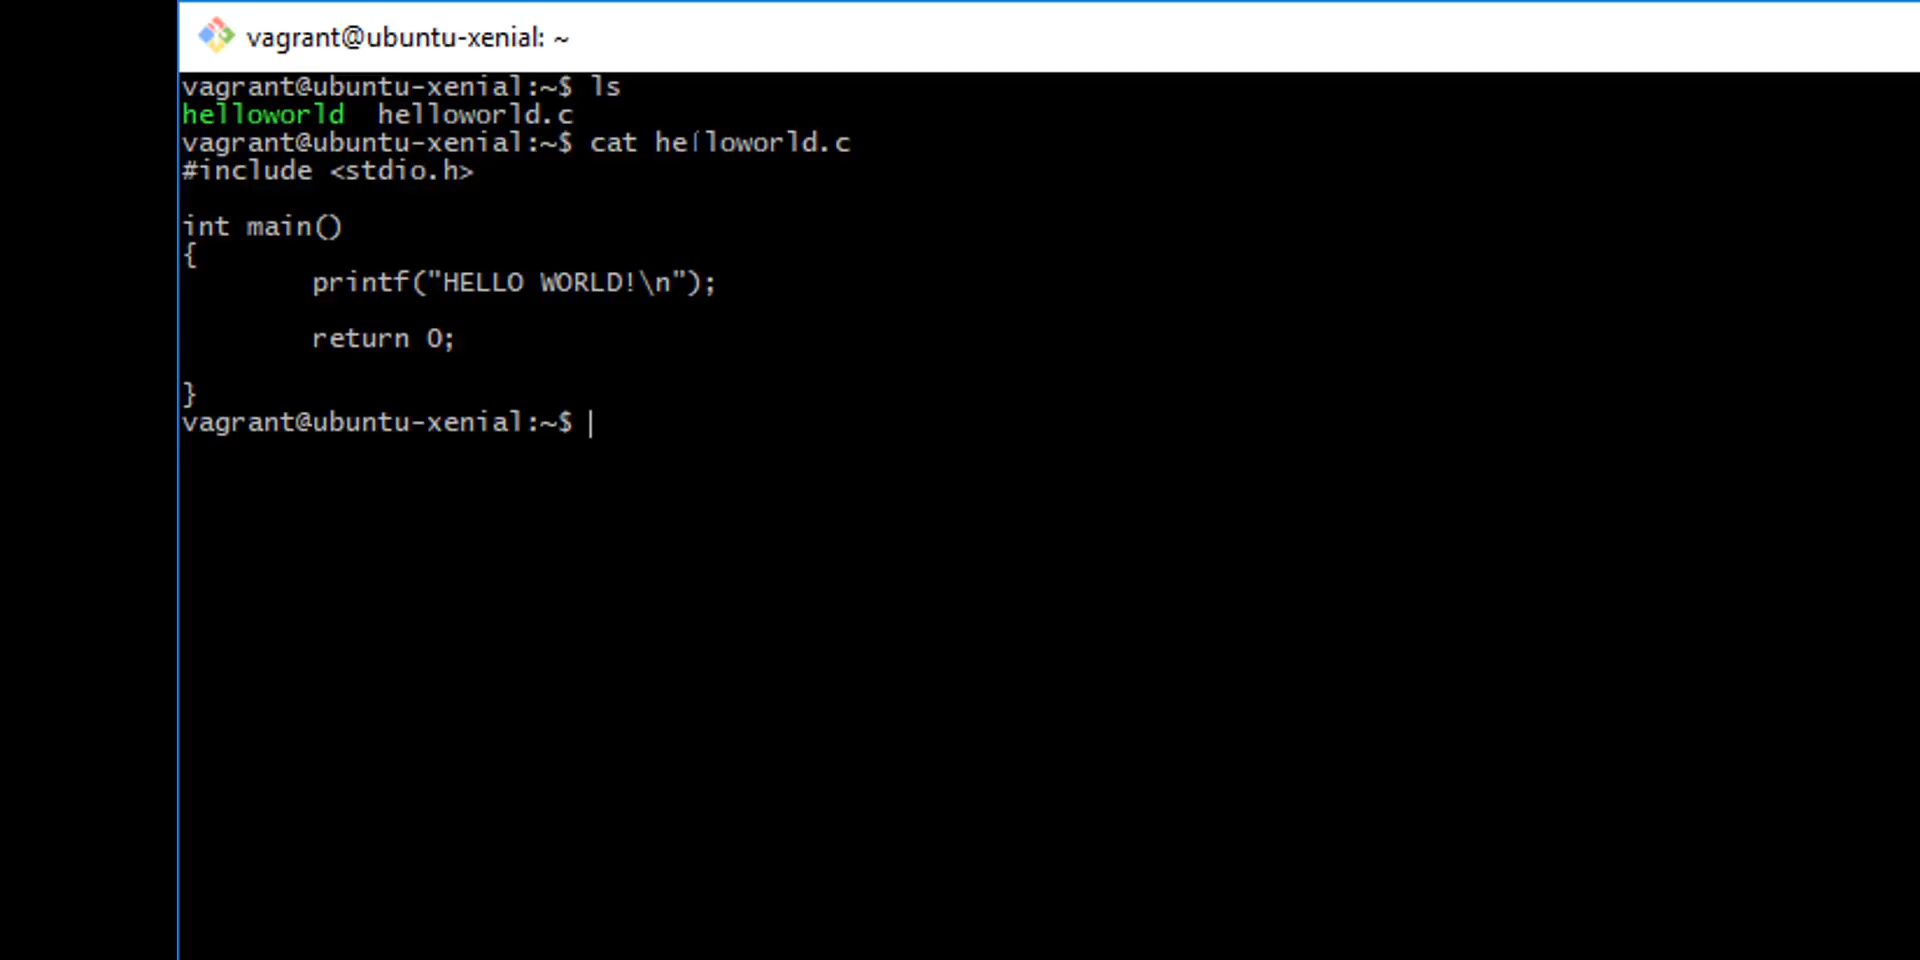 vagrant@ubuntu-xenial: ~
vagrant@ubuntu-xenial:~$ ls
helloworld  helloworld.c
vagrant@ubuntu-xenial:~$ cat helloworld.c
#include <stdio.h>
int main()
{
        printf("HELLO WORLD!\n");
        return 0;
}
vagrant@ubuntu-xenial:~$